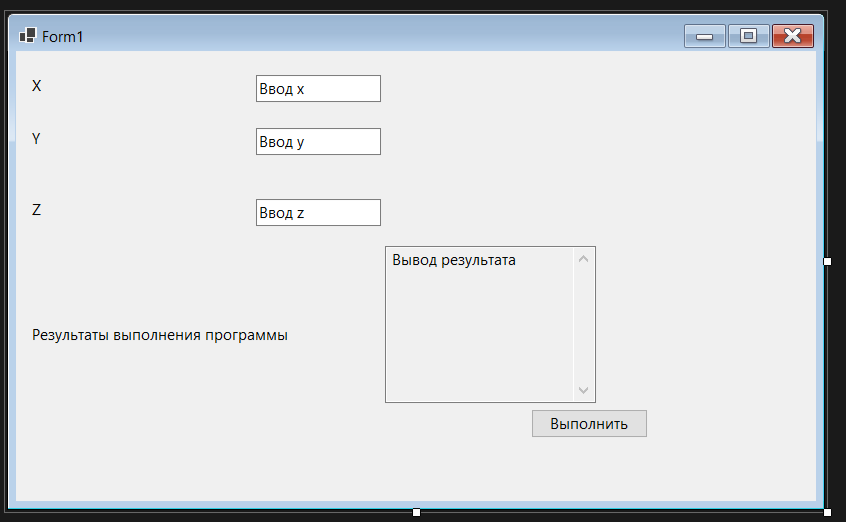 Form1
X
Ввод x
Y
Ввод y
Z
Ввод z
Вывод результата
Результаты выполнения программы
Выполнить